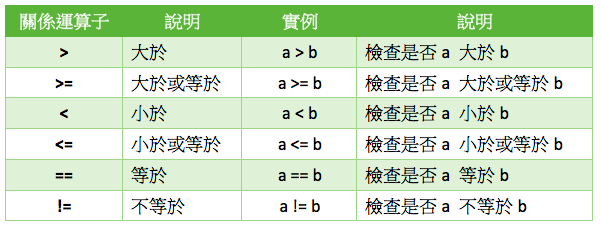 關係運算子 說明 實例 說明
> 大於 a > b 檢查是否 a 大於 b
>= 大於或等於 a >= b 檢查是否 a 大於或等於 b
< 小於 a < b 檢查是否 a 小於 b
<= 小於或等於 a <= b 檢查是否 a 小於或等於 b
== 等於 a == b 檢查是否 a 等於 b
!= 不等於 a != b 檢查是否 a 不等於 b